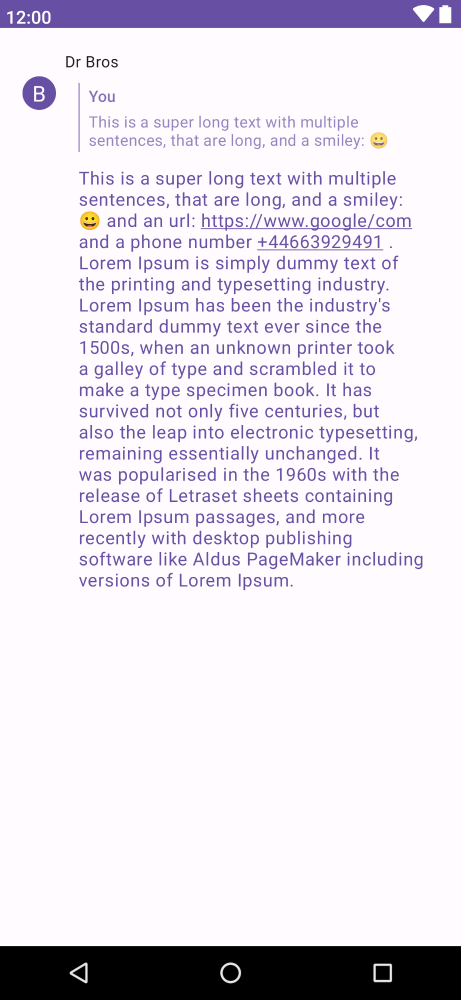 12:00
Dr Bros
B
You
This is a super long text with multiple
sentences, that are long, and a smiley: 😀
This is a super long text with multiple
sentences, that are long, and a smiley:
😀 and an url: https://www.google/com
and a phone number +44663929491 .
Lorem Ipsum is simply dummy text of
the printing and typesetting industry.
Lorem Ipsum has been the industry's
standard dummy text ever since the
1500s, when an unknown printer took
a galley of type and scrambled it to
make a type specimen book. It has
survived not only five centuries, but
also the leap into electronic typesetting,
remaining essentially unchanged. It
was popularised in the 1960s with the
release of Letraset sheets containing
Lorem Ipsum passages, and more
recently with desktop publishing
software like Aldus PageMaker including
versions of Lorem Ipsum.